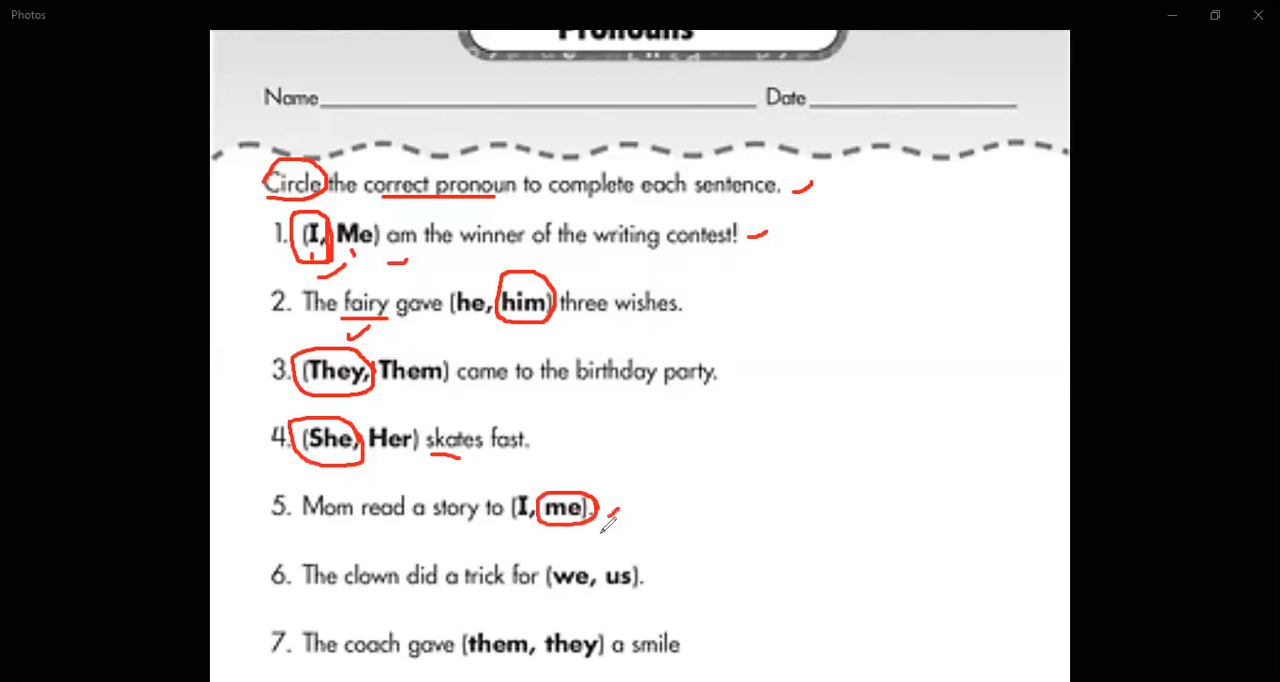 Photos
Pronouns
Name Date
Circle the correct pronoun to complete each sentence.
1. (I, Me) am the winner of the writing contest!
2. The fairy gave (he, him) three wishes.
3. (They, Them) came to the birthday party.
4. (She, Her) skates fast.
5. Mom read a story to (I, me).
6. The clown did a trick for (we, us).
7. The coach gave (them, they) a smile